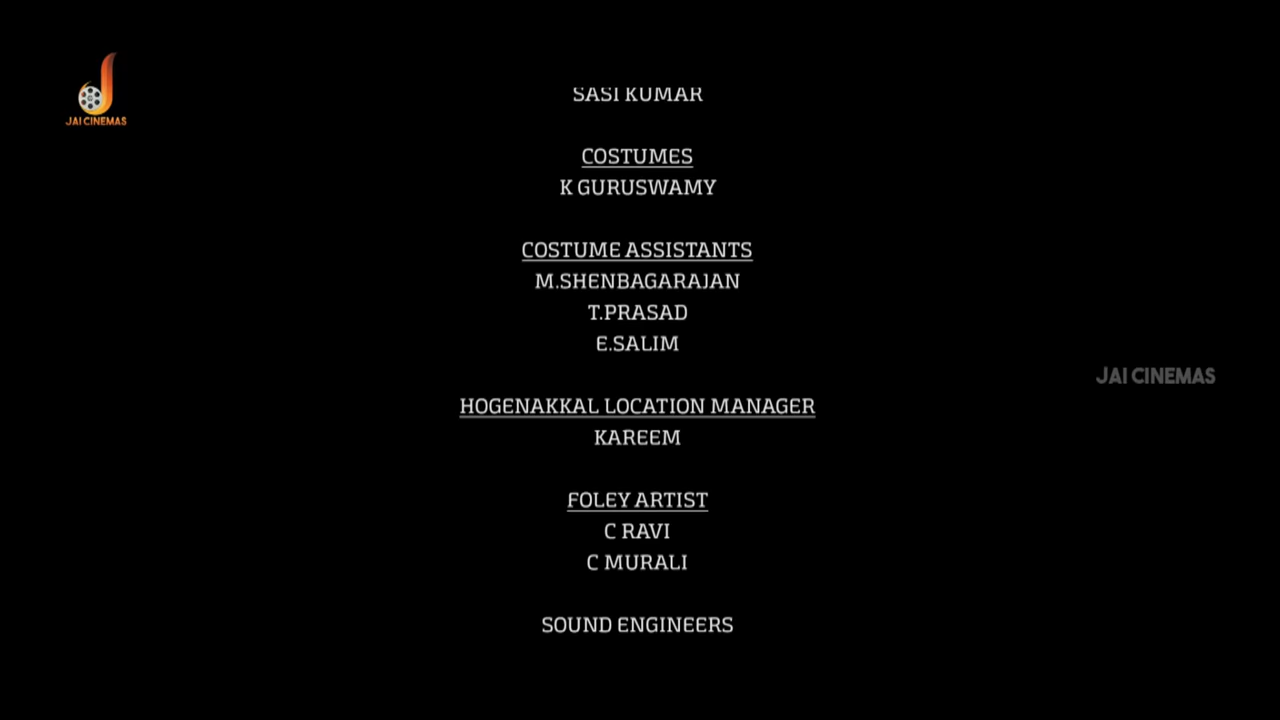 JAI CINEMAS
SASI KUMAR
COSTUMES
K GURUSWAMY
COSTUME ASSISTANTS
M.SHENBAGARAJAN
T.PRASAD
E.SALIM
HOGENAKKAL LOCATION MANAGER
KAREEM
FOLEY ARTIST
C RAVI
C MURALI
SOUND ENGINEERS
JAI CINEMAS